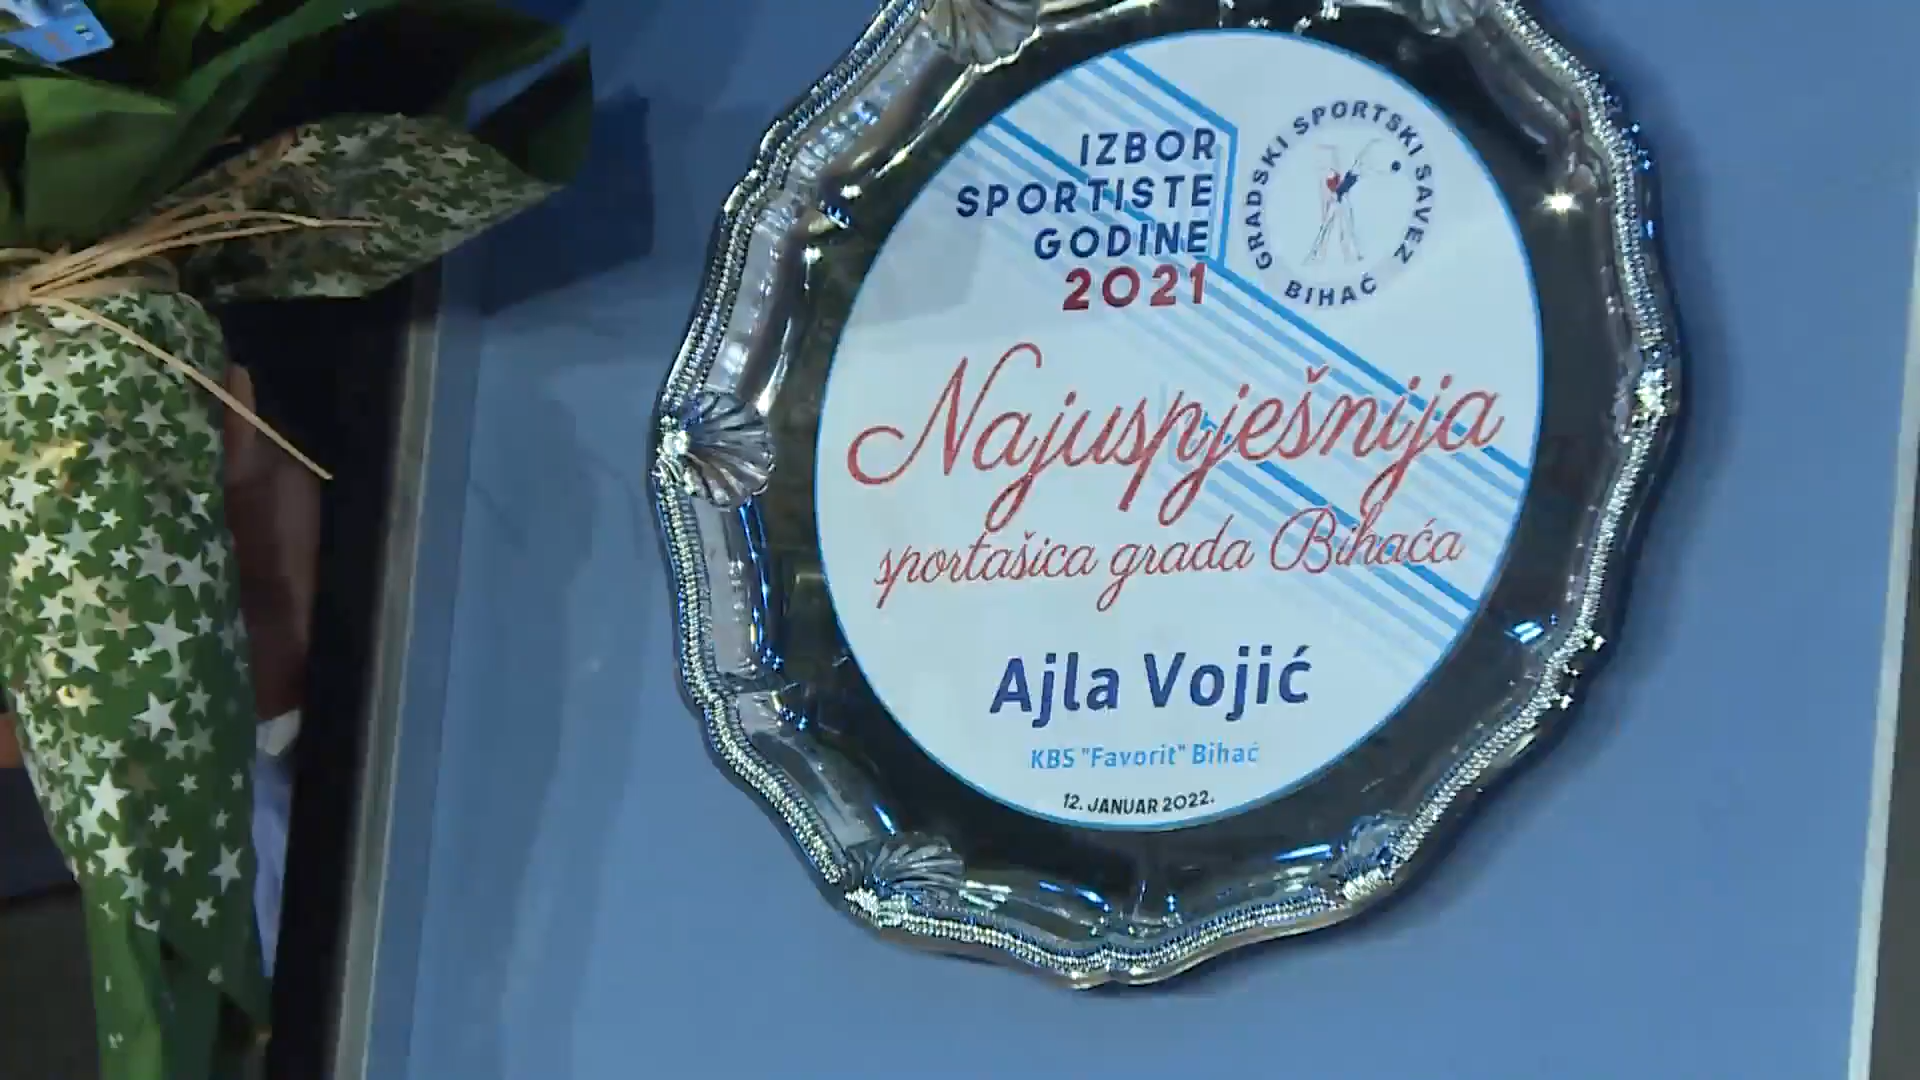 IZBOR
SPORTISTE
GODINE
2021
GRADSKI SPORTSKI SAVEZ
BIHAĆ
Najuspješnija
sportašica grada Bihaća
Ajla Vojić
KBS "Favorit" Bihać
12. JANUAR 2022.